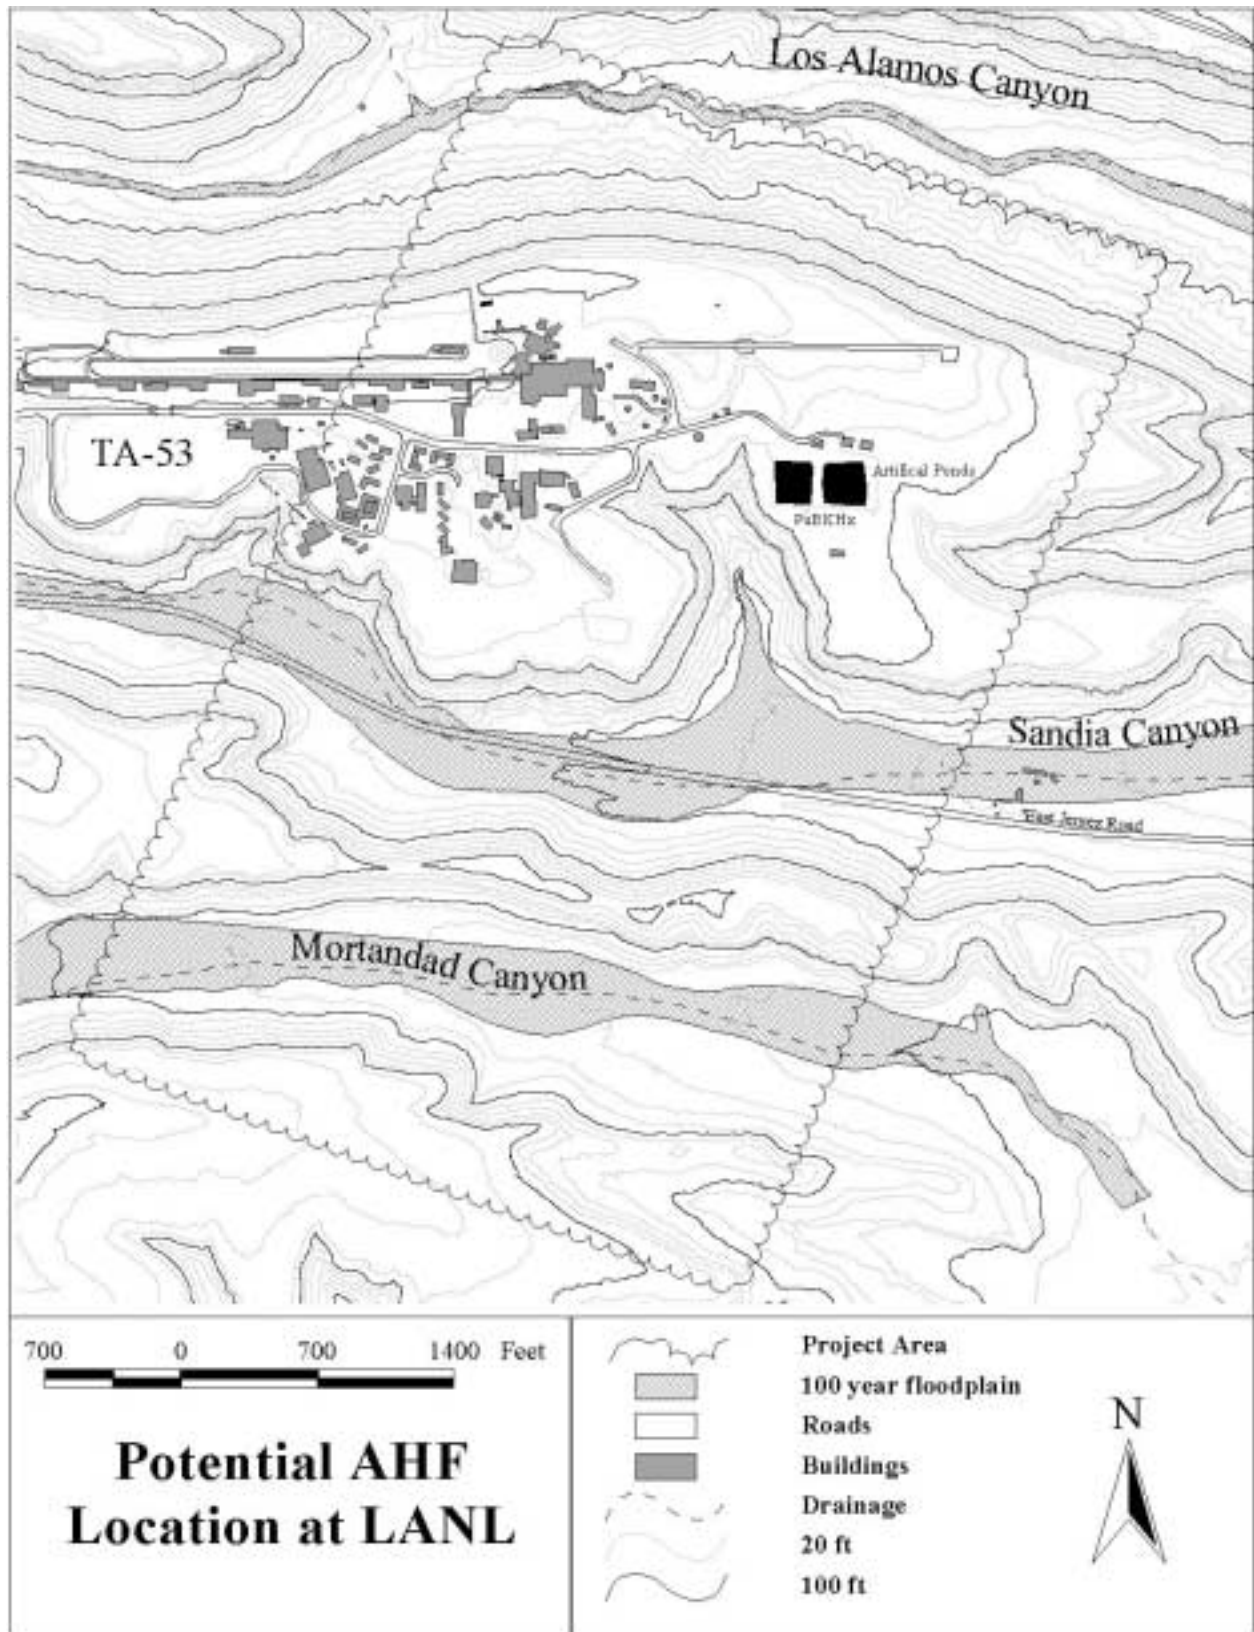 Los Alamos Canyon
TA-53
Artifical Ponds
PuBKHz
Sandia Canyon
East Jemez Road
Mortandad Canyon
700 0 700 1400 Feet
Potential AHF
Location at LANL
Project Area
100 year floodplain
Roads
Buildings
Drainage
20 ft
100 ft
N